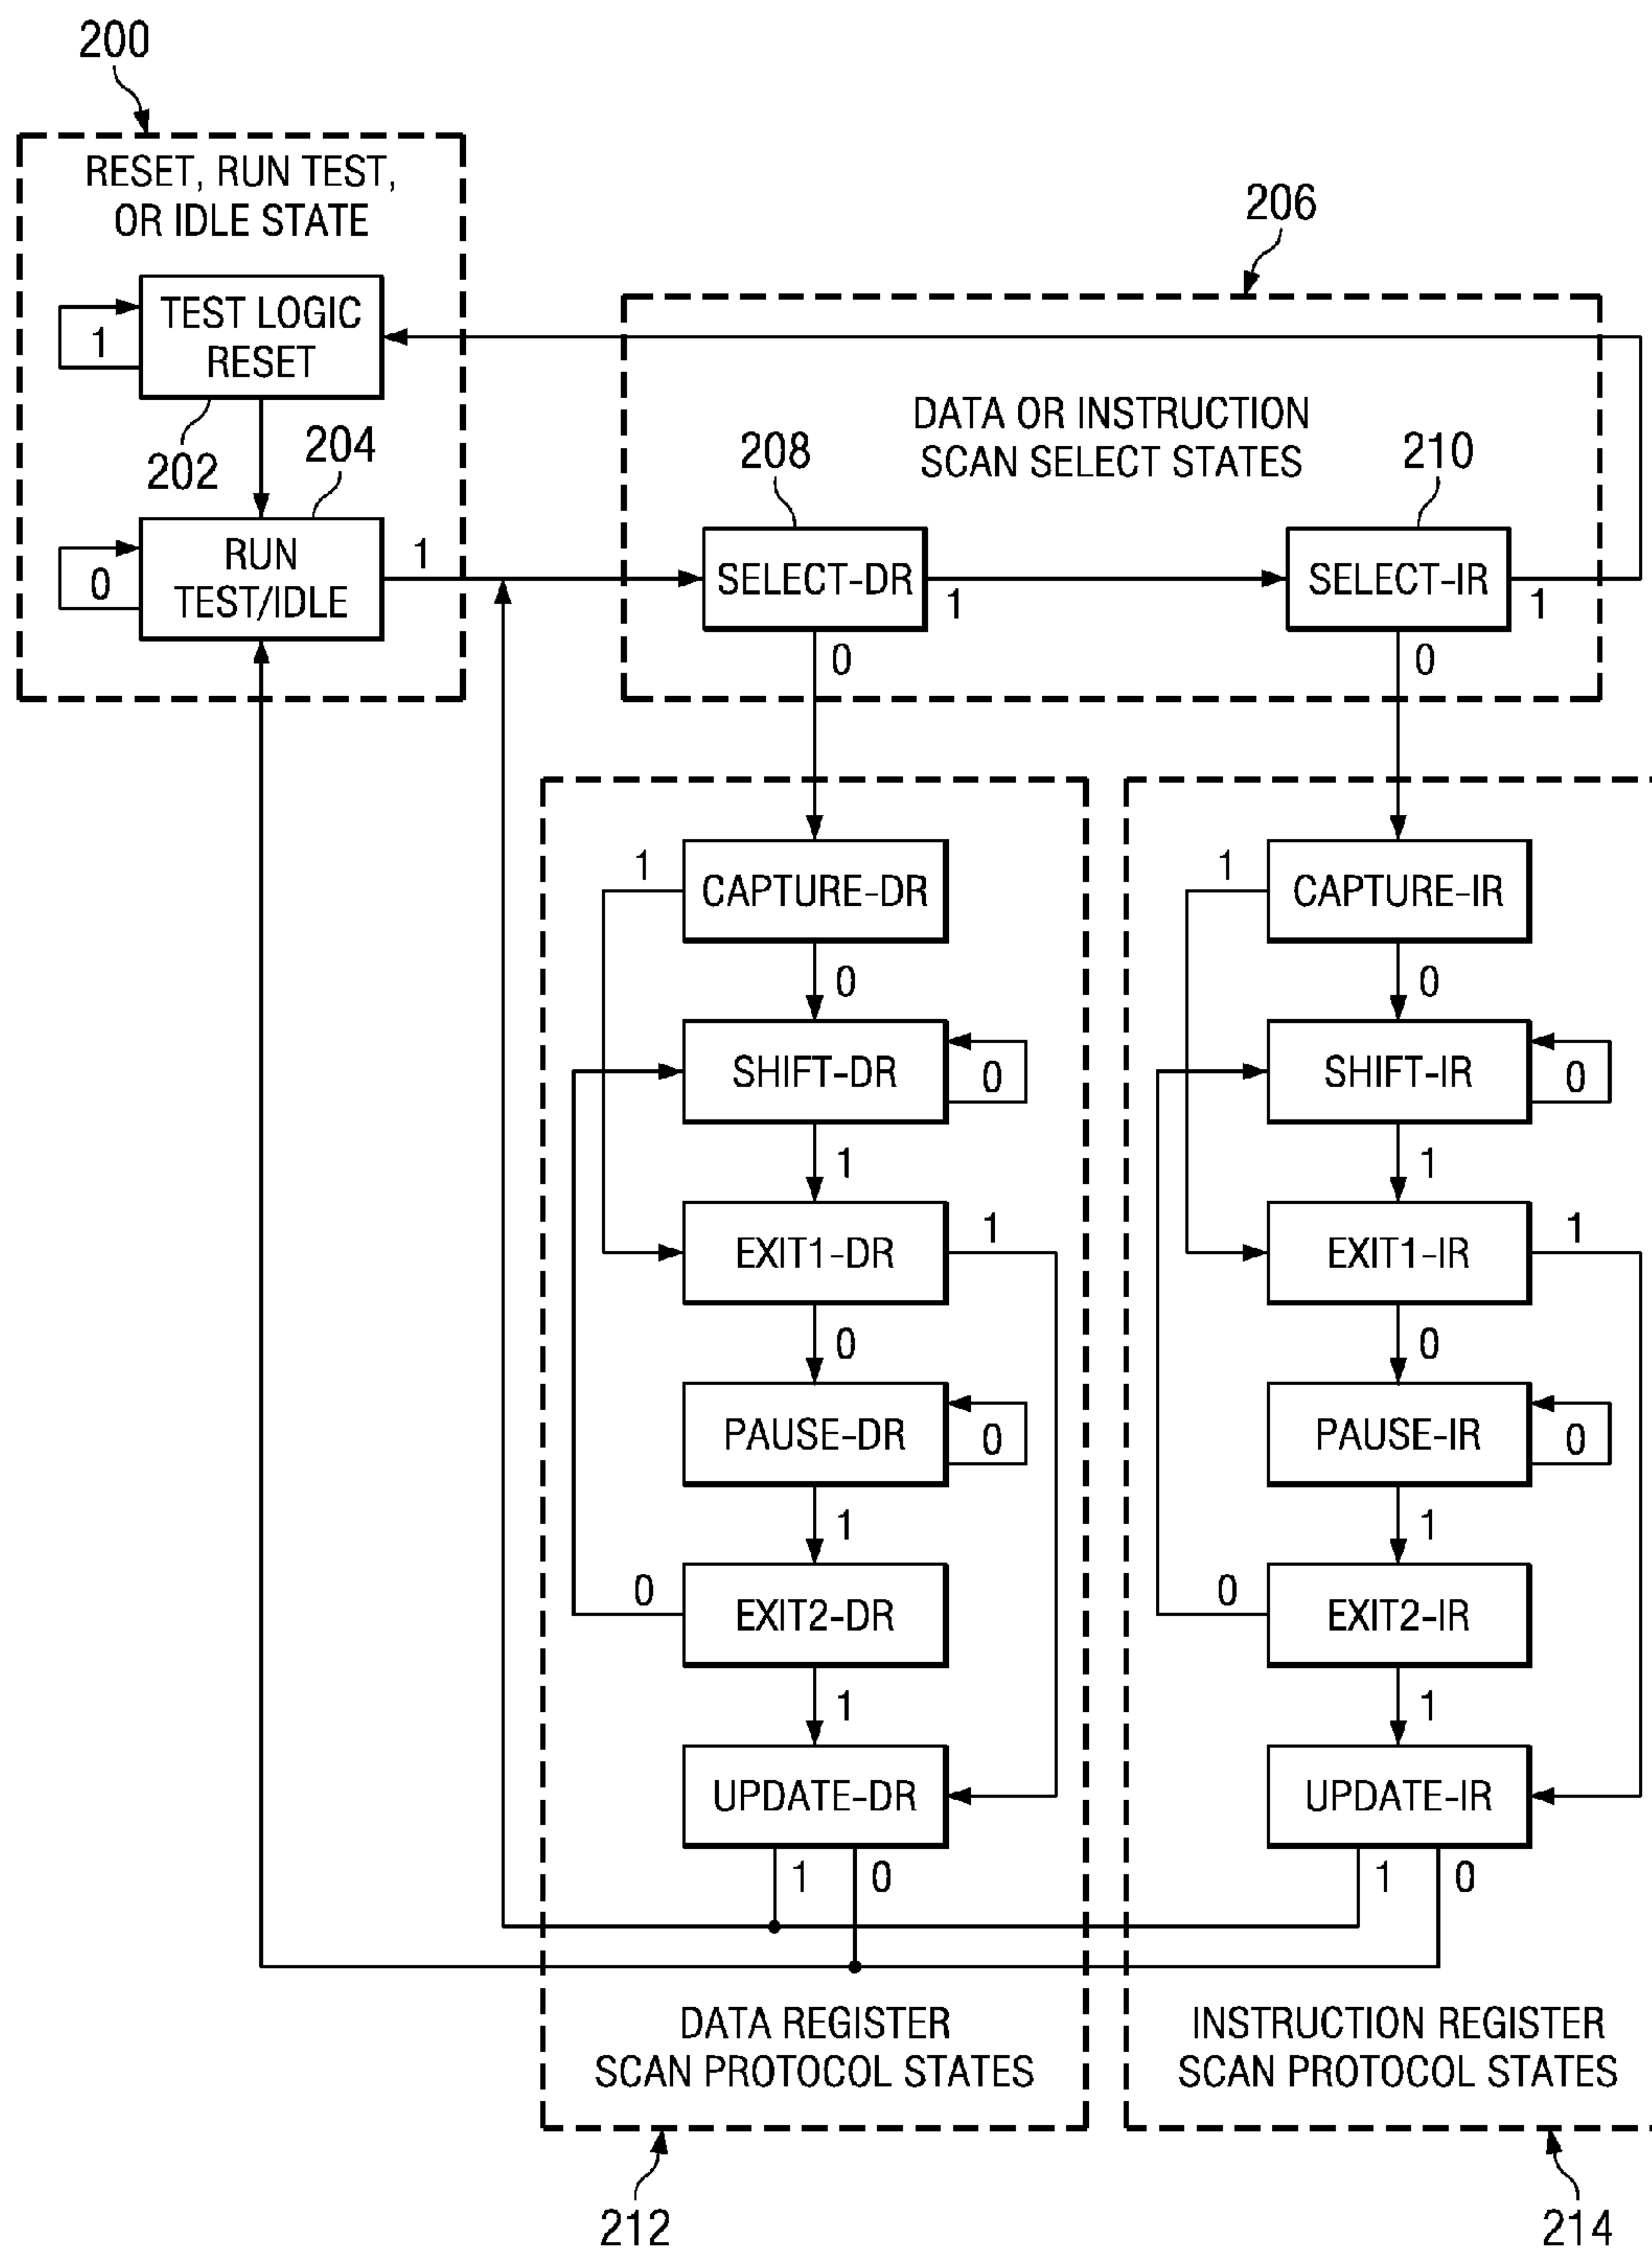 200
RESET, RUN TEST,
OR IDLE STATE
206
TEST LOGIC
RESET
1
DATA OR INSTRUCTION
SCAN SELECT STATES
202
204
208
210
RUN
TEST/IDLE
0
1
SELECT-DR
1
SELECT-IR
1
0
0
1
CAPTURE-DR
1
CAPTURE-IR
0
0
SHIFT-DR
0
SHIFT-IR
0
1
1
EXIT1-DR
1
EXIT1-IR
1
0
0
PAUSE-DR
0
PAUSE-IR
0
1
1
0
EXIT2-DR
0
EXIT2-IR
1
1
UPDATE-DR
UPDATE-IR
1
0
1
0
DATA REGISTER
SCAN PROTOCOL STATES
INSTRUCTION REGISTER
SCAN PROTOCOL STATES
212
214